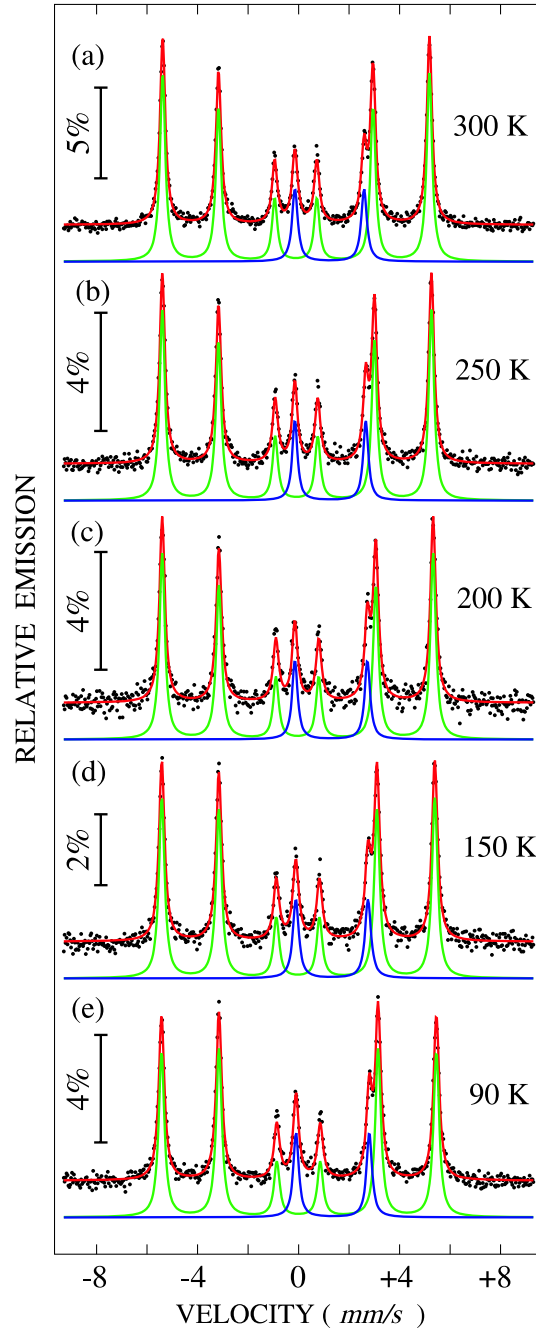 (a)
5%
300 K
(b)
4%
250 K
(c)
4%
200 K
(d)
2%
150 K
(e)
4%
90 K
RELATIVE EMISSION
-8 -4 0 +4 +8
VELOCITY ( mm/s )